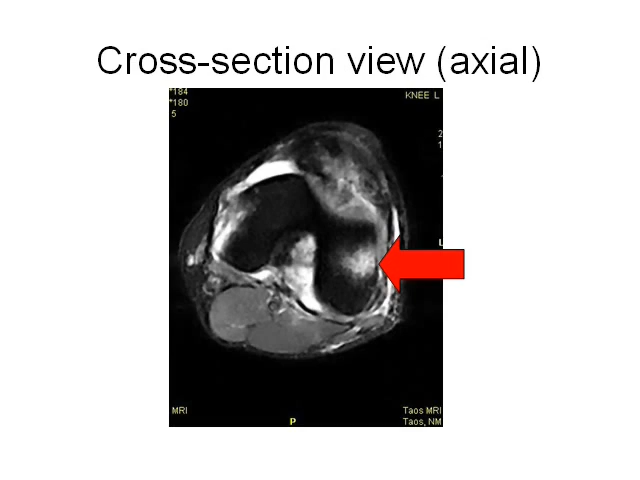 Cross-section view (axial)
*184
*180
5
KNEE L
2
1
L
MRI
P
Taos MRI
Taos, NM